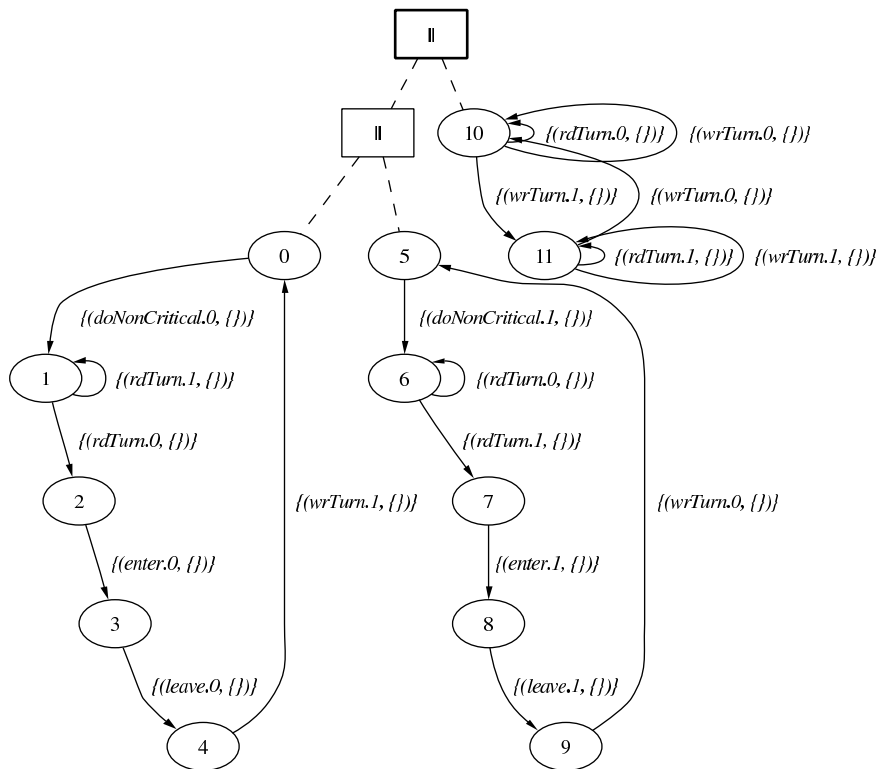 ||
||
10
{(rdTurn.0, {})}
{(wrTurn.0, {})}
{(wrTurn.1, {})}
{(wrTurn.0, {})}
0
5
11
{(rdTurn.1, {})}
{(wrTurn.1, {})}
{(doNonCritical.0, {})}
{(doNonCritical.1, {})}
1
{(rdTurn.1, {})}
6
{(rdTurn.0, {})}
{(rdTurn.0, {})}
{(rdTurn.1, {})}
2
{(wrTurn.1, {})}
7
{(wrTurn.0, {})}
{(enter.0, {})}
{(enter.1, {})}
3
8
{(leave.0, {})}
{(leave.1, {})}
4
9